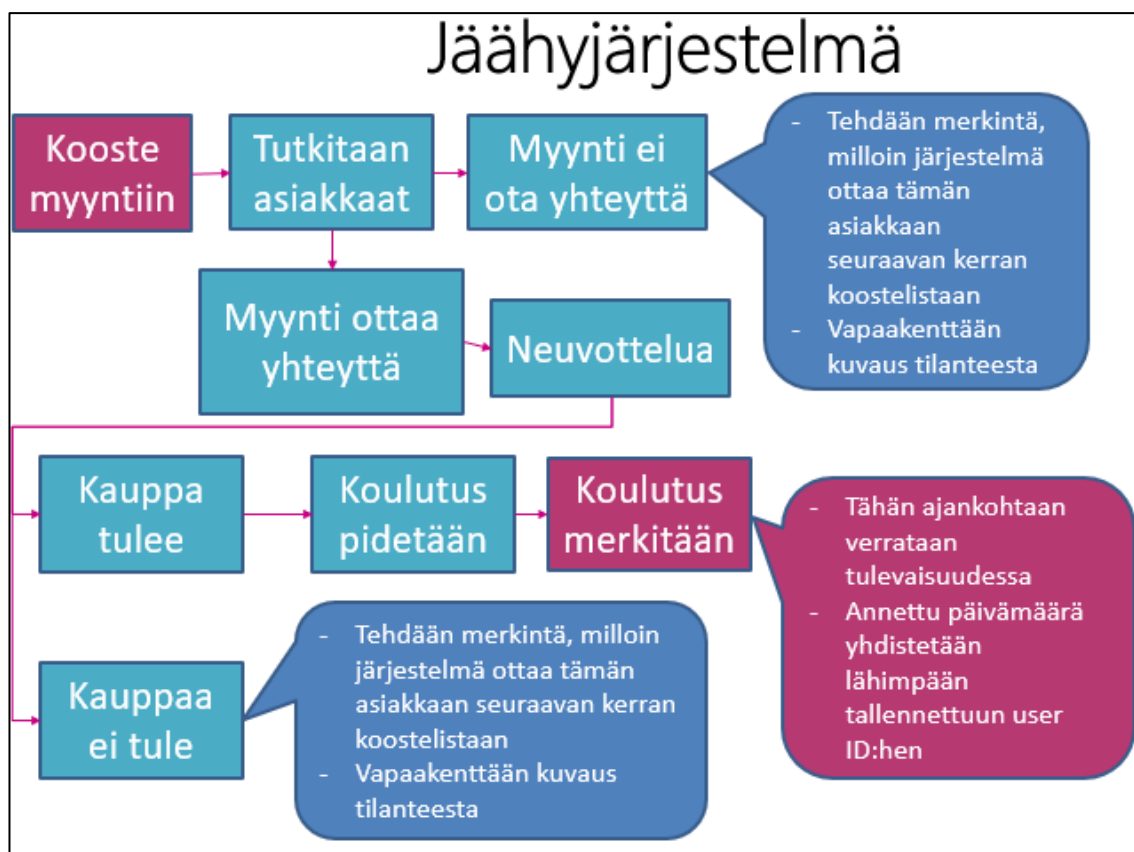 Jäähyjärjestelmä
Kooste
myyntiin
Tutkitaan
asiakkaat
Myynti ei
ota yhteyttä
- Tehdään merkintä,
milloin järjestelmä
ottaa tämän
asiakkaan
seuraavan kerran
koostelistaan
- Vapaakenttään
kuvaus tilanteesta
Myynti ottaa
yhteyttä
Neuvottelua
Kauppa
tulee
Koulutus
pidetään
Koulutus
merkitään
- Tähän ajankohtaan
verrataan
tulevaisuudessa
- Annettu päivämäärä
yhdistetään
lähimpään
tallennettuun user
ID:hen
Kauppaa
ei tule
- Tehdään merkintä, milloin
järjestelmä ottaa tämän
asiakkaan seuraavan kerran
koostelistaan
- Vapaakenttään kuvaus
tilanteesta